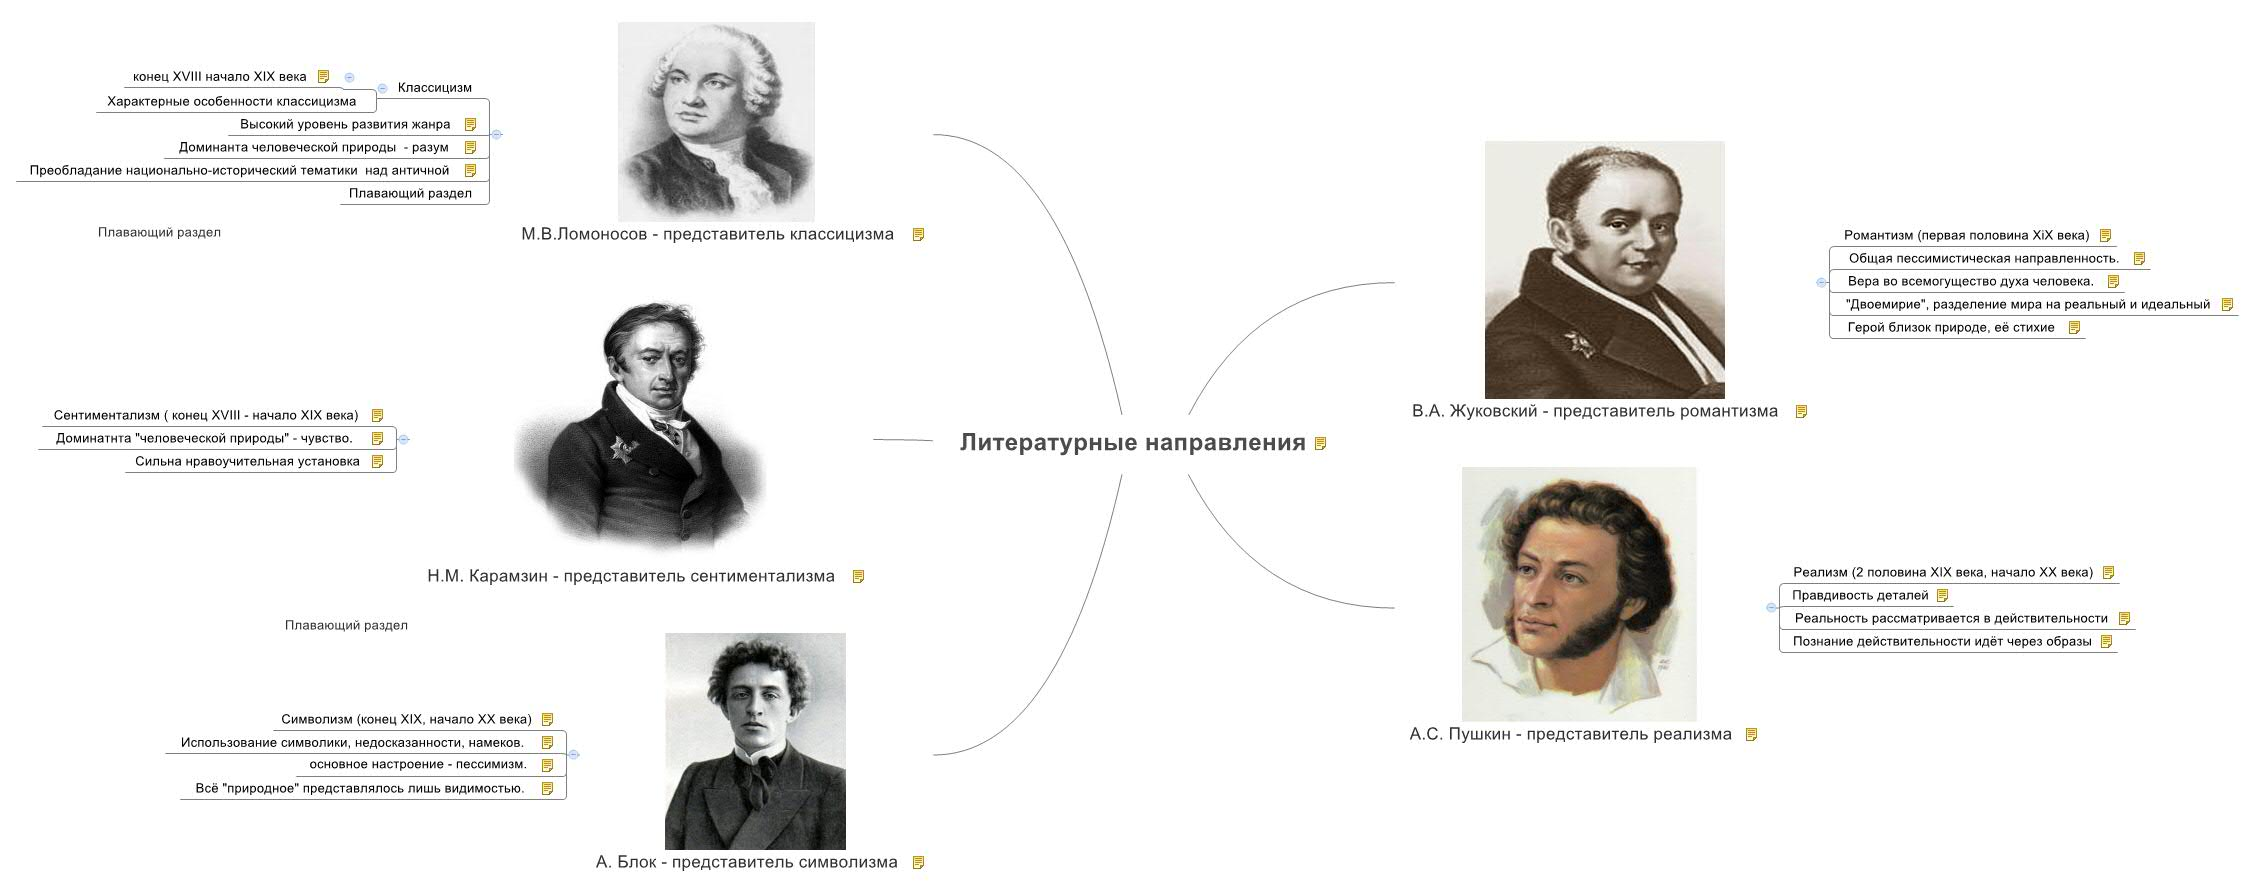 конец XVIII начало XIX века
Классицизм
Характерные особенности классицизма
Высокий уровень развития жанра
Доминанта человеческой природы - разум
Преобладание национально-исторический тематики над античной
Плавающий раздел
Плавающий раздел
М.В.Ломоносов - представитель классицизма
Сентиментализм ( конец XVIII - начало XIX века)
Доминатнта "человеческой природы" - чувство.
Сильна нравоучительная установка
Н.М. Карамзин - представитель сентиментализма
Плавающий раздел
Символизм (конец XIX, начало XX века)
Использование символики, недосказанности, намеков.
основное настроение - пессимизм.
Всё "природное" представлялось лишь видимостью.
А. Блок - представитель символизма
Литературные направления
Романтизм (первая половина XiX века)
Общая пессимистическая направленность.
Вера во всемогущество духа человека.
"Двоемирие", разделение мира на реальный и идеальный
Герой близок природе, её стихие
В.А. Жуковский - представитель романтизма
Реализм (2 половина XIX века, начало XX века)
Правдивость деталей
Реальность рассматривается в действительности
Познание действительности идёт через образы
А.С. Пушкин - представитель реализма